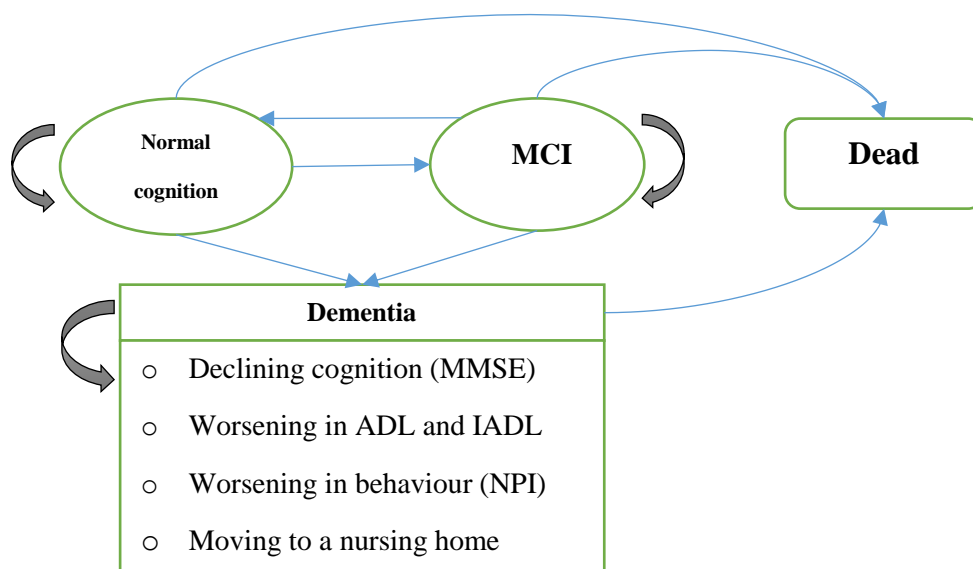 Normal
cognition
MCI
Dead
Dementia
o Declining cognition (MMSE)
o Worsening in ADL and IADL
o Worsening in behaviour (NPI)
o Moving to a nursing home